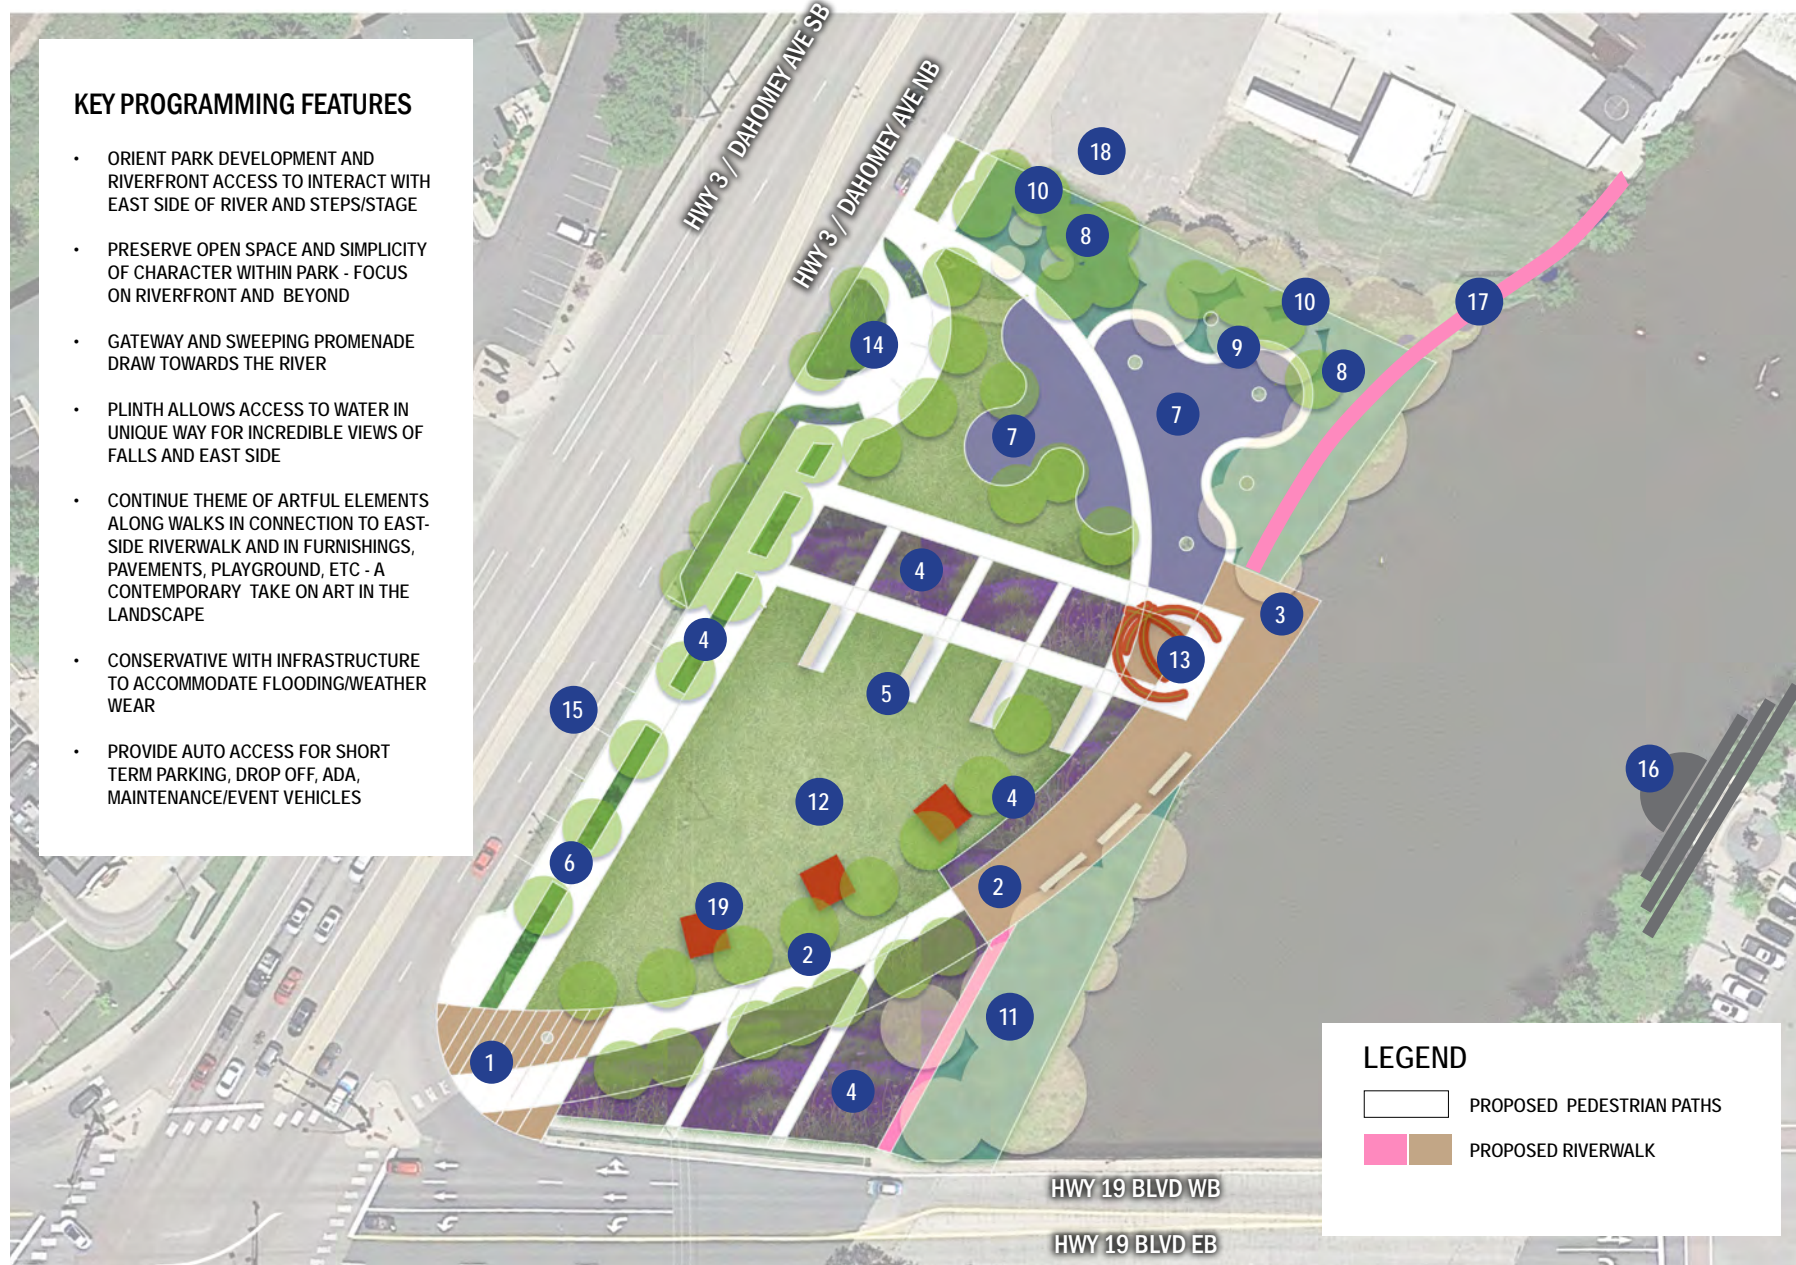 KEY PROGRAMMING FEATURES
• ORIENT PARK DEVELOPMENT AND
RIVERFRONT ACCESS TO INTERACT WITH
EAST SIDE OF RIVER AND STEPS/STAGE
• PRESERVE OPEN SPACE AND SIMPLICITY
OF CHARACTER WITHIN PARK - FOCUS
ON RIVERFRONT AND BEYOND
• GATEWAY AND SWEEPING PROMENADE
DRAW TOWARDS THE RIVER
• PLINTH ALLOWS ACCESS TO WATER IN
UNIQUE WAY FOR INCREDIBLE VIEWS OF
FALLS AND EAST SIDE
• CONTINUE THEME OF ARTFUL ELEMENTS
ALONG WALKS IN CONNECTION TO EAST-
SIDE RIVERWALK AND IN FURNISHINGS,
PAVEMENTS, PLAYGROUND, ETC - A
CONTEMPORARY TAKE ON ART IN THE
LANDSCAPE
• CONSERVATIVE WITH INFRASTRUCTURE
TO ACCOMMODATE FLOODING/WEATHER
WEAR
• PROVIDE AUTO ACCESS FOR SHORT
TERM PARKING, DROP OFF, ADA,
MAINTENANCE/EVENT VEHICLES
HWY 3 / DAHOMEY AVE SB
HWY 3 / DAHOMEY AVE NB
18
10
8
10
17
14
9
8
7
7
4
3
4
13
5
15
16
12
4
6
2
19
2
11
1
4
HWY 19 BLVD WB
HWY 19 BLVD EB
LEGEND
PROPOSED PEDESTRIAN PATHS
PROPOSED RIVERWALK